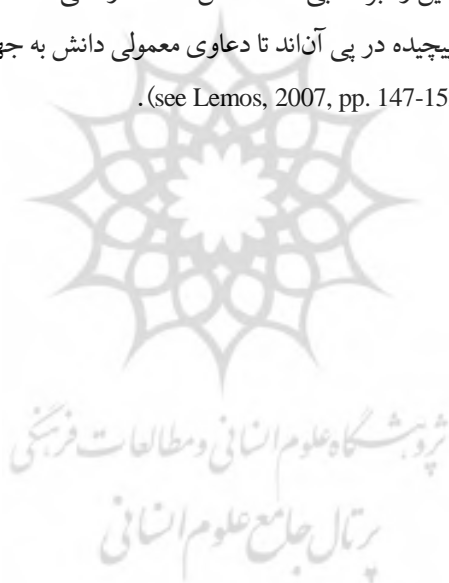 پیچیده در پی آن‌اند تا دعاوی معمولی دانش به جه
(see Lemos, 2007, pp. 147-15.
پژوهشگاه علوم انسانی و مطالعات فرهنگی
پرتال جامع علوم انسانی